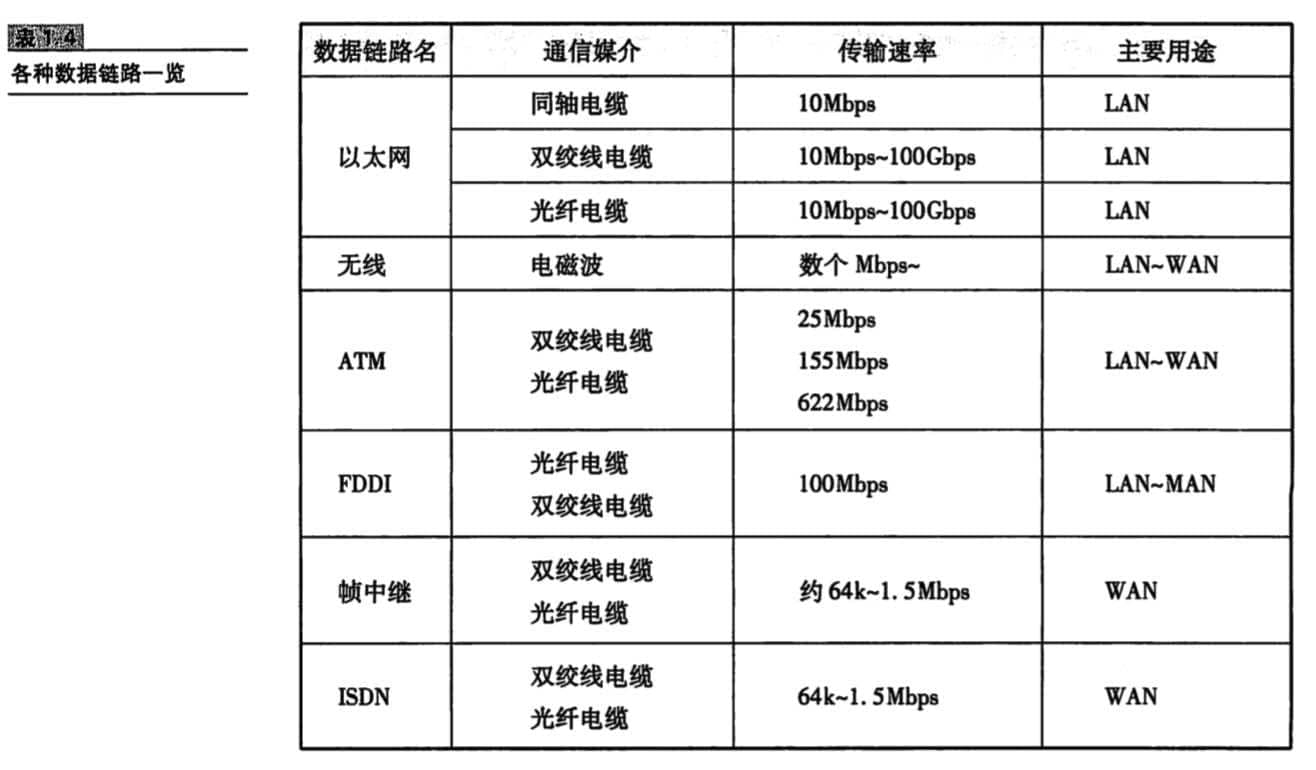 表1.4
各种数据链路一览
数据链路名 通信媒介 传输速率 主要用途
以太网
同轴电缆 10Mbps LAN
双绞线电缆 10Mbps~100Gbps LAN
光纤电缆 10Mbps~100Gbps LAN
无线 电磁波 数个 Mbps~ LAN~WAN
ATM
双绞线电缆
光纤电缆
25Mbps
155Mbps
622Mbps
LAN~WAN
FDDI
光纤电缆
双绞线电缆
100Mbps
LAN~MAN
帧中继
双绞线电缆
光纤电缆
约 64k~1.5Mbps
WAN
ISDN
双绞线电缆
光纤电缆
64k~1.5Mbps
WAN